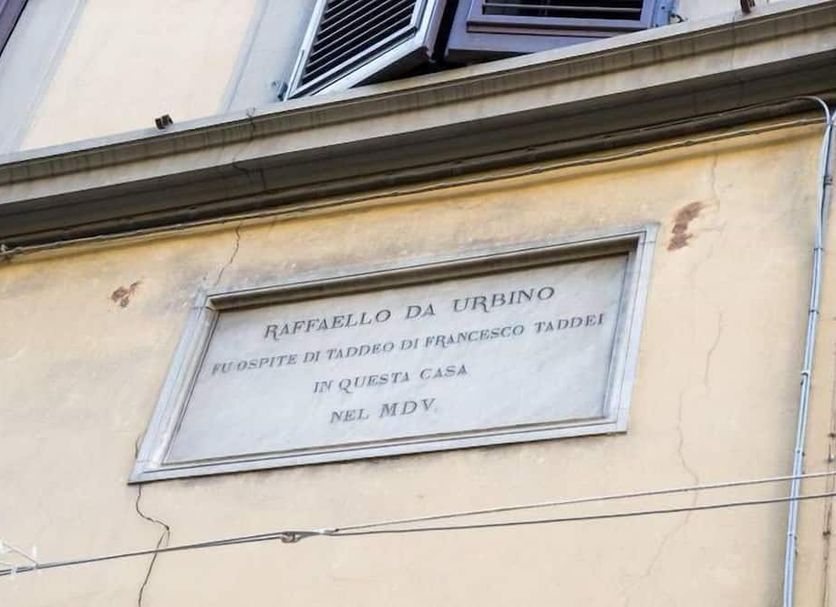 RAFFAELLO DA URBINO
FU OSPITE DI TADDEO DI FRANCESCO TADDEI
IN QUESTA CASA
NEL MDV